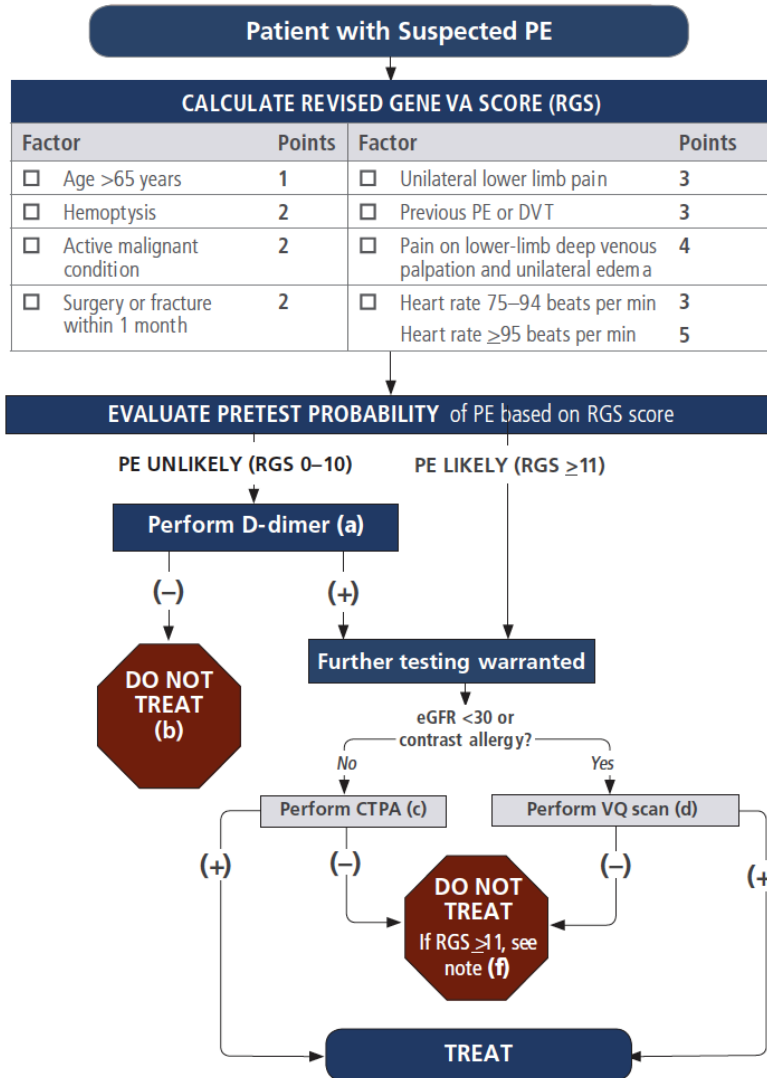 Patient with Suspected PE
CALCULATE REVISED GENEVA SCORE (RGS)
Factor Points Factor Points
☐ Age >65 years 1 ☐ Unilateral lower limb pain 3
☐ Hemoptysis 2 ☐ Previous PE or DVT 3
☐ Active malignant 2 ☐ Pain on lower-limb deep venous 4
condition palpation and unilateral edema
☐ Surgery or fracture 2 ☐ Heart rate 75–94 beats per min 3
within 1 month Heart rate ≥95 beats per min 5
EVALUATE PRETEST PROBABILITY of PE based on RGS score
PE UNLIKELY (RGS 0–10) PE LIKELY (RGS ≥11)
Perform D-dimer (a)
(–) (+)
DO NOT
TREAT
(b)
Further testing warranted
eGFR <30 or
contrast allergy?
No Yes
Perform CTPA (c) Perform VQ scan (d)
(+) (–) (–) (+
DO NOT
TREAT
If RGS ≥11, see
note (f)
TREAT